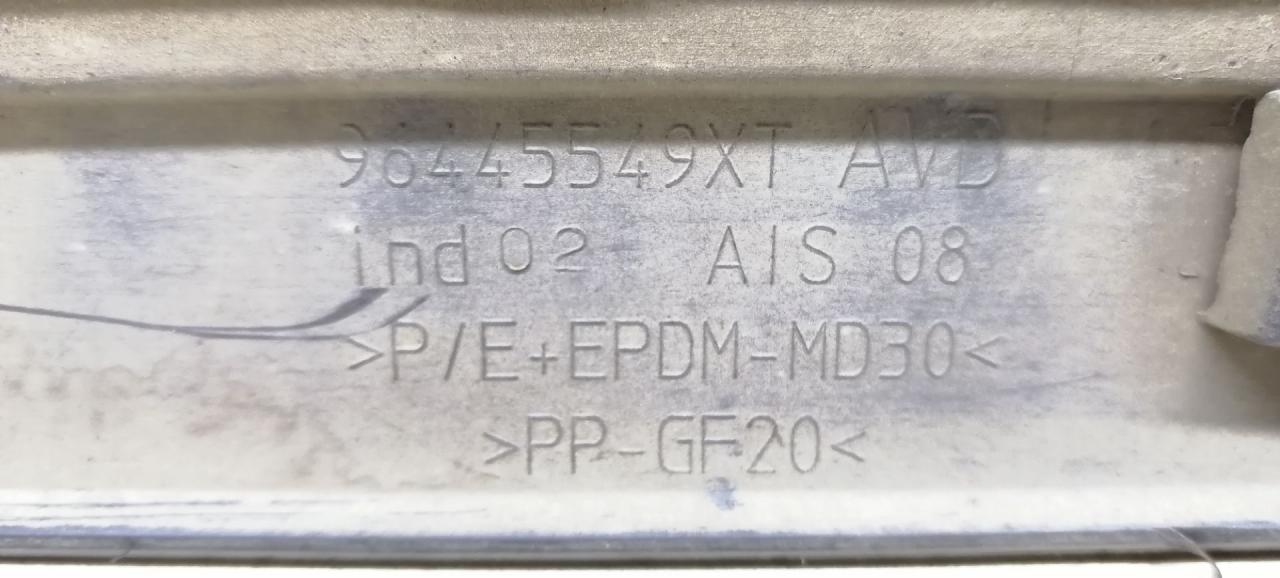 96445549XT AVD
ind 02 AIS 08
>P/E+EPDM-MD30<
>PP-GF20<